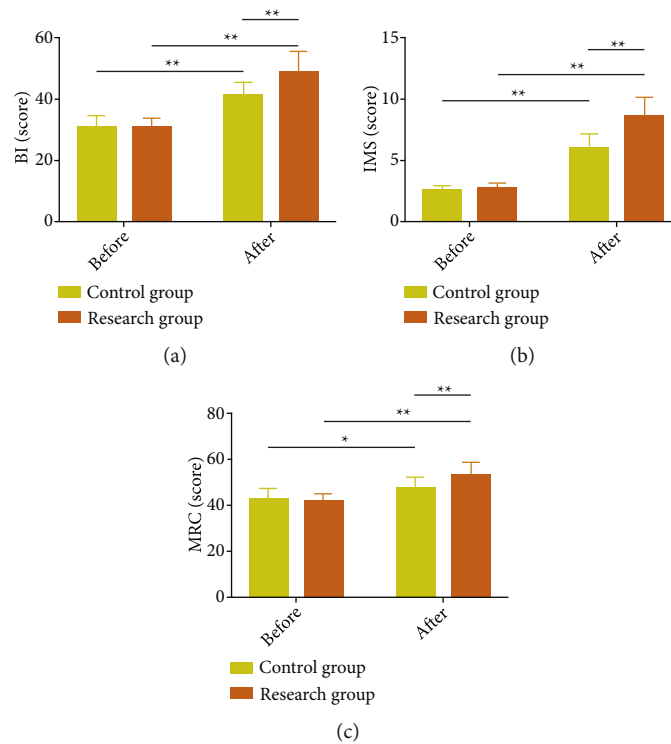 **
**
**
60
40
20
0
BI (score)
Before
After
Control group
Research group
(a)
**
**
**
15
10
5
0
IMS (score)
Before
After
Control group
Research group
(b)
**
**
*
80
60
40
20
0
MRC (score)
Before
After
Control group
Research group
(c)